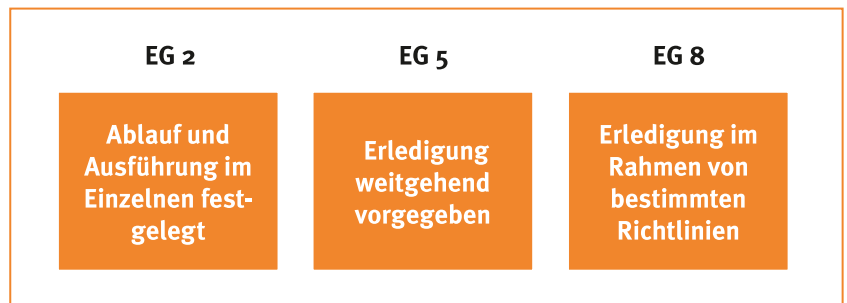 EG 2
Ablauf und
Ausführung im
Einzelnen fest-
gelegt
EG 5
Erledigung
weitgehend
vorgegeben
EG 8
Erledigung im
Rahmen von
bestimmten
Richtlinien